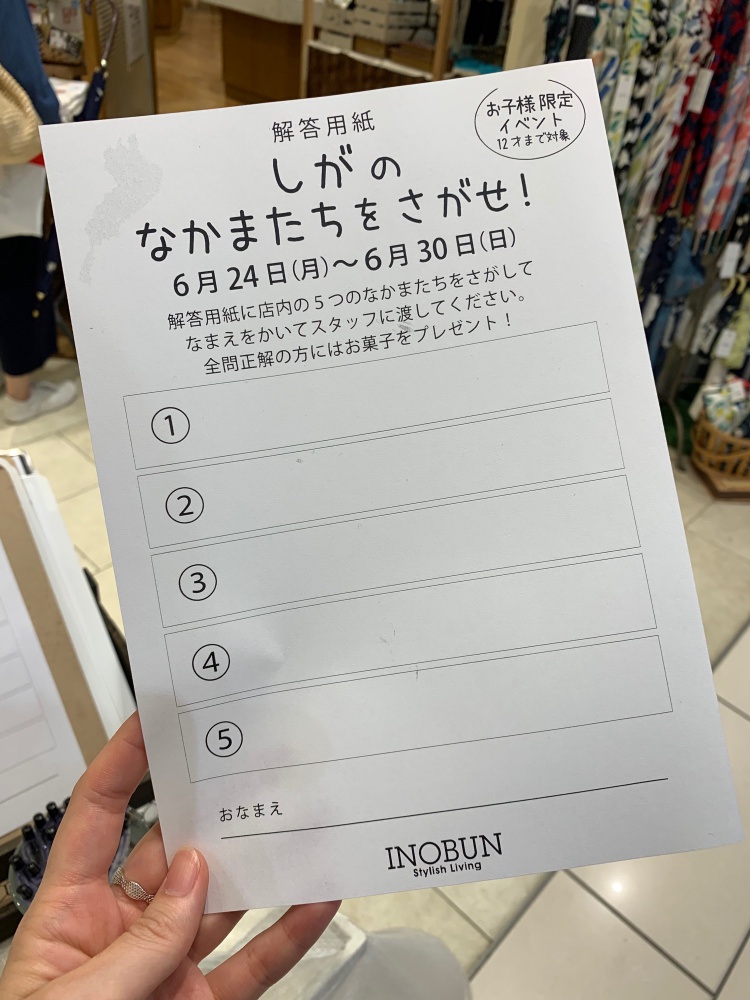 解答用紙
しがの
なかまたちをさがせ！
6月24日(月)～6月30日(日)
解答用紙に店内の5つのなかまたちをさがして
なまえをかいてスタッフに渡してください。
全問正解の方にはお菓子をプレゼント！
お子様限定
イベント
12才まで対象
①
②
③
④
⑤
おなまえ
INOBUN
Stylish Living